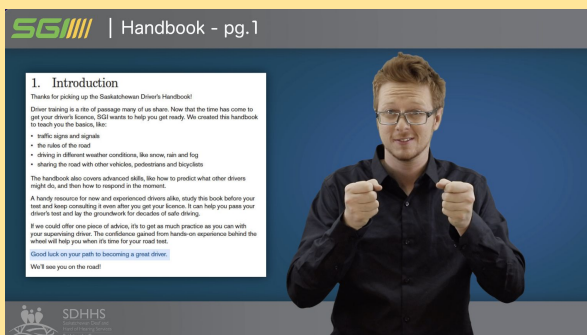 SGI | Handbook - pg.1
1. Introduction
Thanks for picking up the Saskatchewan Driver's Handbook!
Driver training is a rite of passage many of us share. Now that the time has come to
get your driver's licence, SGI wants to help you get ready. We created this handbook
to teach you the basics, like:
• traffic signs and signals
• the rules of the road
• driving in different weather conditions, like snow, rain and fog
• sharing the road with other vehicles, pedestrians and bicyclists
The handbook also covers advanced skills, like how to predict what other drivers
might do, and then how to respond in the moment.
A handy resource for new and experienced drivers alike, study this book before your
test and keep consulting it even after you get your licence. It can help you pass your
driver's test and lay the groundwork for decades of safe driving.
If we could offer one piece of advice, it's to get as much practice as you can with
your supervising driver. The confidence gained from hands-on experience behind the
wheel will help you when it's time for your road test.
Good luck on your path to becoming a great driver.
We'll see you on the road!
SDHHS